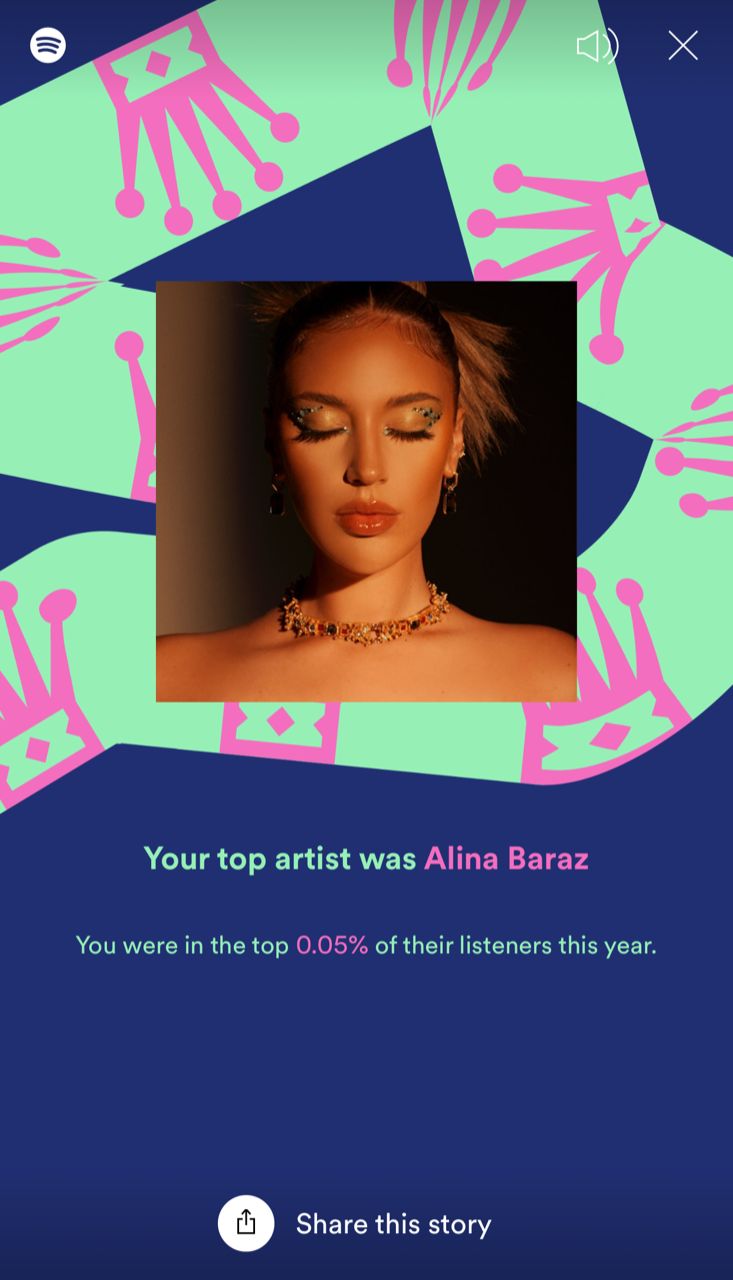 Your top artist was Alina Baraz
You were in the top 0.05% of their listeners this year.
Share this story